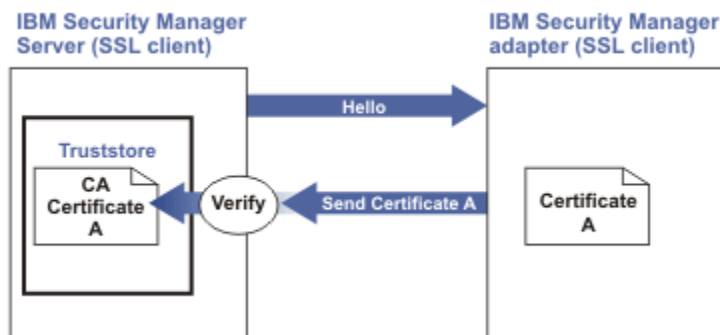 IBM Security Manager
Server (SSL client)
IBM Security Manager
adapter (SSL client)
Hello
Truststore
CA
Certificate
A
Verify
Send Certificate A
Certificate
A